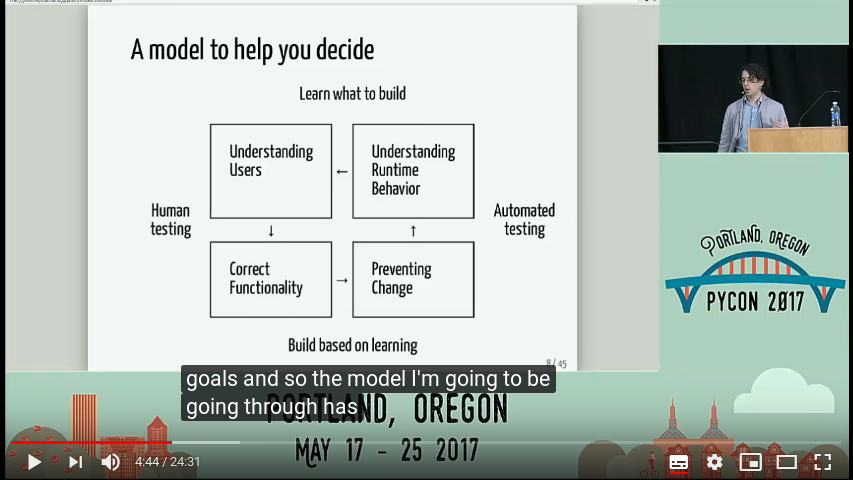 A model to help you decide
Learn what to build
Understanding
Users
←
Understanding
Runtime
Behavior
Human
testing
↓
↑
Automated
testing
Correct
Functionality
→
Preventing
Change
Build based on learning
8 / 45
PORTLAND, OREGON
PYCON 2017
goals and so the model I'm going to be
going through has
PORTLAND, OREGON
MAY 17 - 25 2017
4:44 / 24:31